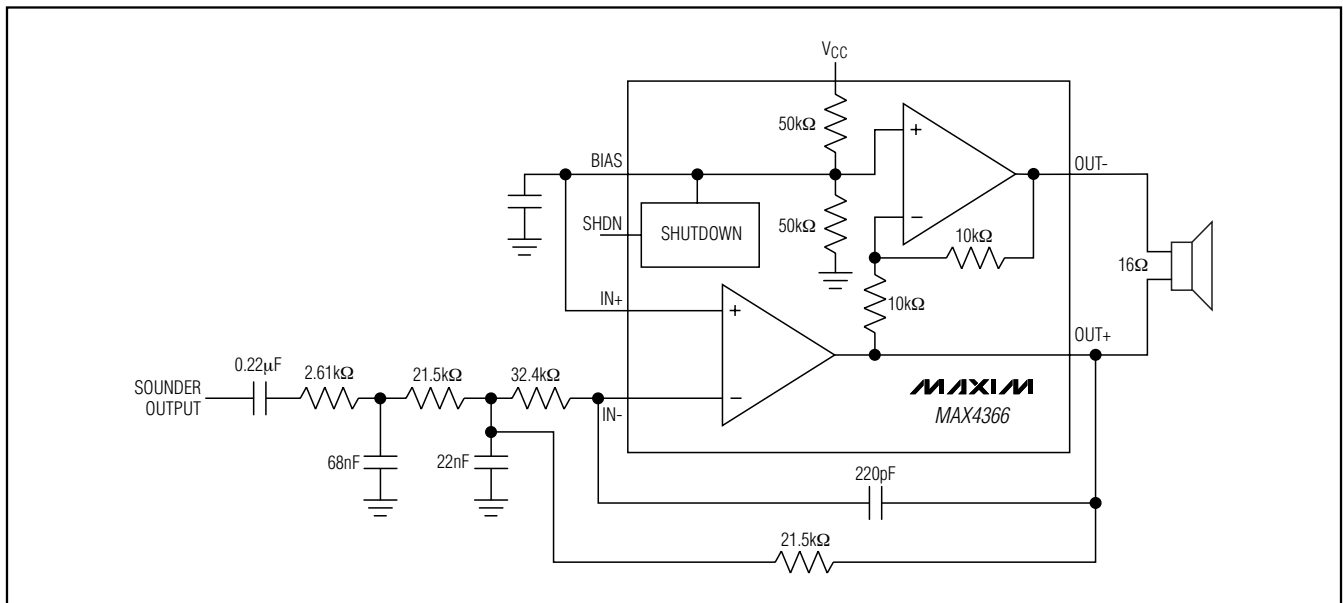 VCC
50kΩ
BIAS
OUT-
SHDN
SHUTDOWN
50kΩ
10kΩ
16Ω
IN+
10kΩ
OUT+
0.22µF
2.61kΩ
21.5kΩ
32.4kΩ
SOUNDER
OUTPUT
IN-
MAXIM
MAX4366
68nF
22nF
220pF
21.5kΩ
+
−
+
−